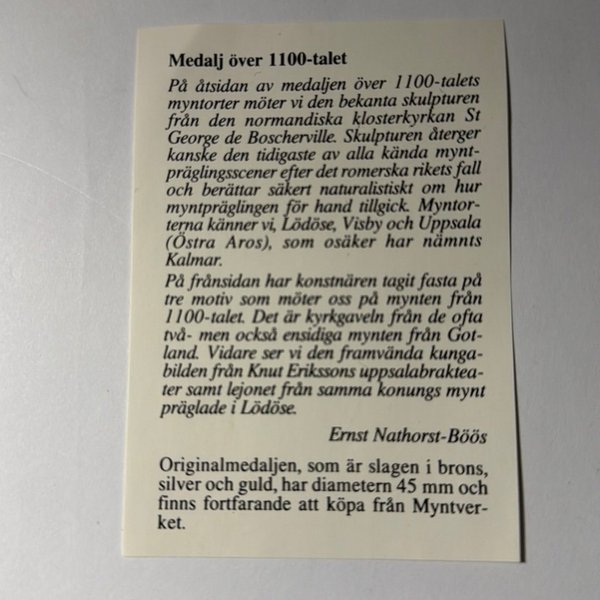 Medalj över 1100-talet
På åtsidan av medaljen över 1100-talets
myntorter möter vi den bekanta skulpturen
från den normandiska klosterkyrkan St
George de Boscherville. Skulpturen återger
kanske den tidigaste av alla kända mynt-
präglingsscener efter det romerska rikets fall
och berättar säkert naturalistiskt om hur
myntpräglingen för hand tillgick. Myntor-
terna känner vi, Lödöse, Visby och Uppsala
(Östra Aros), som osäker har nämnts
Kalmar.
På frånsidan har konstnären tagit fasta på
tre motiv som möter oss på mynten från
1100-talet. Det är kyrkgaveln från de ofta
två- men också ensidiga mynten från Got-
land. Vidare ser vi den framvända kunga-
bilden från Knut Erikssons uppsalabraktea-
ter samt lejonet från samma konungs mynt
präglade i Lödöse.
Ernst Nathorst-Böös
Originalmedaljen, som är slagen i brons,
silver och guld, har diametern 45 mm och
finns fortfarande att köpa från Myntver-
ket.